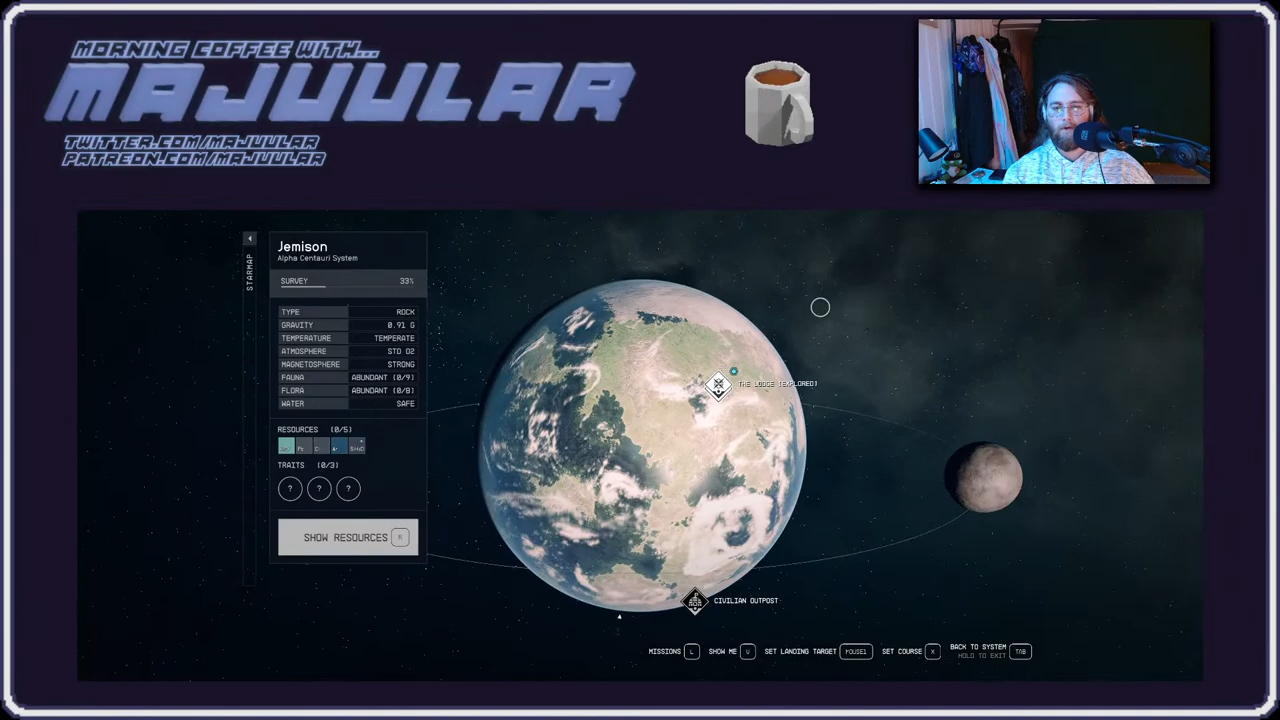 MORNING COFFEE WITH...
MAJUULAR
TWITTER.COM/MAJUULAR
PATREON.COM/MAJUULAR
STARMAP
Jemison
Alpha Centauri System
SURVEY 33%
TYPE ROCK
GRAVITY 0.91 G
TEMPERATURE TEMPERATE
ATMOSPHERE STD O2
MAGNETOSPHERE STRONG
FAUNA ABUNDANT (0/9)
FLORA ABUNDANT (0/8)
WATER SAFE
RESOURCES (0/5)
TRAITS (0/3)
? ? ?
SHOW RESOURCES R
THE LODGE (EXPLORED)
CIVILIAN OUTPOST
MISSIONS L SHOW ME V SET LANDING TARGET MOUSE1 SET COURSE X BACK TO SYSTEM TAB
HOLD TO EXIT